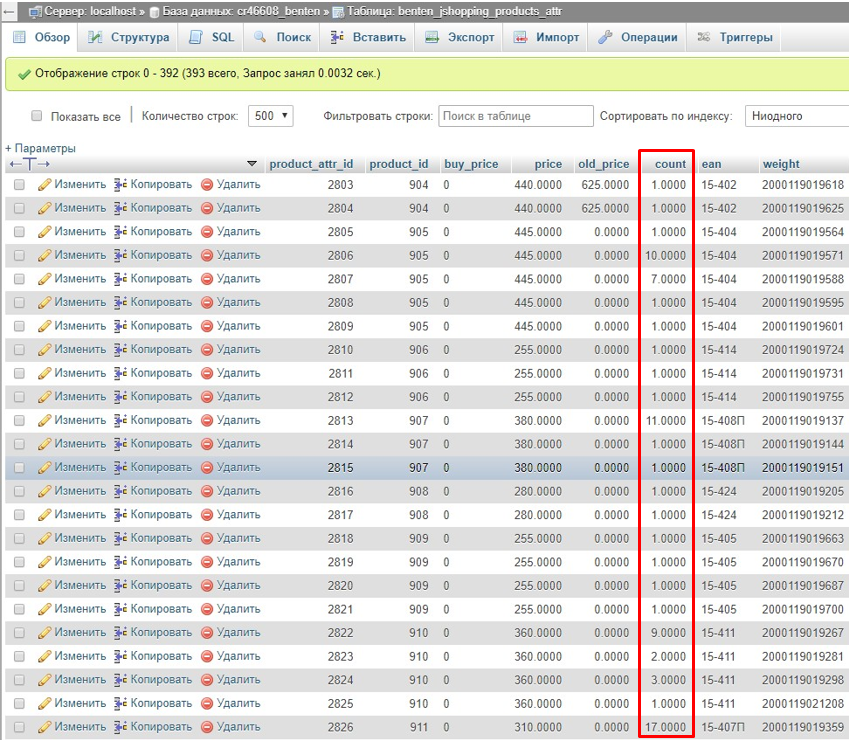 Сервер: localhost » База данных: cr46608_benten » Таблица: benten_jshopping_products_attr
Обзор Структура SQL Поиск Вставить Экспорт Импорт Операции Триггеры
Отображение строк 0 - 392 (393 всего, Запрос занял 0.0032 сек.)
Показать все Количество строк: 500 Фильтровать строки: Поиск в таблице Сортировать по индексу: Ниодного
+ Параметры
←T→ product_attr_id product_id buy_price price old_price count ean weight
Изменить Копировать Удалить 2803 904 0 440.0000 625.0000 1.0000 15-402 2000119019618
Изменить Копировать Удалить 2804 904 0 440.0000 625.0000 1.0000 15-402 2000119019625
Изменить Копировать Удалить 2805 905 0 445.0000 0.0000 1.0000 15-404 2000119019564
Изменить Копировать Удалить 2806 905 0 445.0000 0.0000 10.0000 15-404 2000119019571
Изменить Копировать Удалить 2807 905 0 445.0000 0.0000 7.0000 15-404 2000119019588
Изменить Копировать Удалить 2808 905 0 445.0000 0.0000 1.0000 15-404 2000119019595
Изменить Копировать Удалить 2809 905 0 445.0000 0.0000 1.0000 15-404 2000119019601
Изменить Копировать Удалить 2810 906 0 255.0000 0.0000 1.0000 15-414 2000119019724
Изменить Копировать Удалить 2811 906 0 255.0000 0.0000 1.0000 15-414 2000119019731
Изменить Копировать Удалить 2812 906 0 255.0000 0.0000 1.0000 15-414 2000119019755
Изменить Копировать Удалить 2813 907 0 380.0000 0.0000 11.0000 15-408П 2000119019137
Изменить Копировать Удалить 2814 907 0 380.0000 0.0000 1.0000 15-408П 2000119019144
Изменить Копировать Удалить 2815 907 0 380.0000 0.0000 1.0000 15-408П 2000119019151
Изменить Копировать Удалить 2816 908 0 280.0000 0.0000 1.0000 15-424 2000119019205
Изменить Копировать Удалить 2817 908 0 280.0000 0.0000 1.0000 15-424 2000119019212
Изменить Копировать Удалить 2818 909 0 255.0000 0.0000 1.0000 15-405 2000119019663
Изменить Копировать Удалить 2819 909 0 255.0000 0.0000 1.0000 15-405 2000119019670
Изменить Копировать Удалить 2820 909 0 255.0000 0.0000 1.0000 15-405 2000119019687
Изменить Копировать Удалить 2821 909 0 255.0000 0.0000 1.0000 15-405 2000119019700
Изменить Копировать Удалить 2822 910 0 360.0000 0.0000 9.0000 15-411 2000119019267
Изменить Копировать Удалить 2823 910 0 360.0000 0.0000 2.0000 15-411 2000119019281
Изменить Копировать Удалить 2824 910 0 360.0000 0.0000 3.0000 15-411 2000119019298
Изменить Копировать Удалить 2825 910 0 360.0000 0.0000 1.0000 15-411 2000119021208
Изменить Копировать Удалить 2826 911 0 310.0000 0.0000 17.0000 15-407П 2000119019359